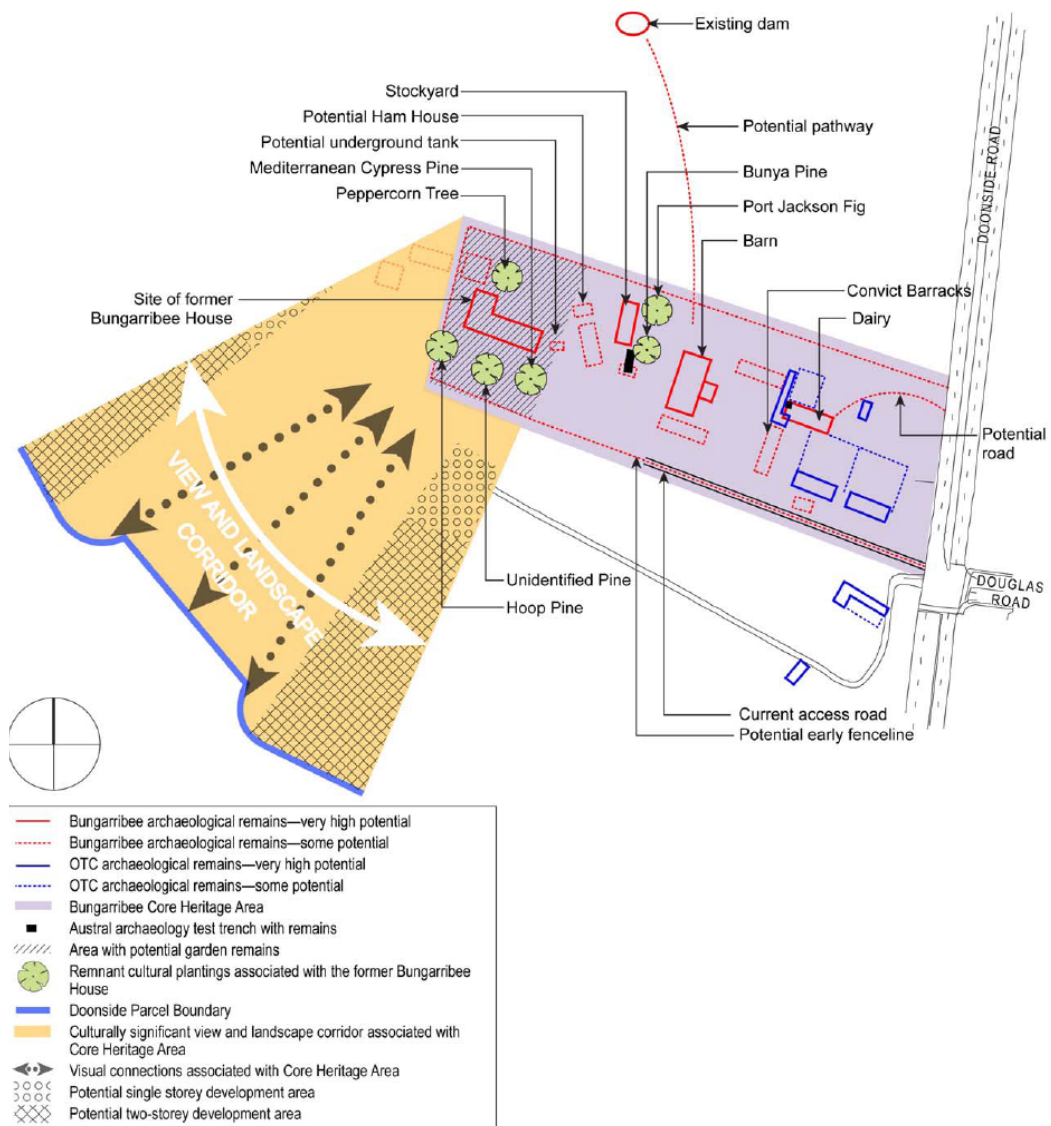 Existing dam
Stockyard
Potential Ham House
Potential underground tank
Mediterranean Cypress Pine
Peppercorn Tree
Potential pathway
Bunya Pine
Port Jackson Fig
Barn
DOONSIDE ROAD
Site of former
Bungarribee House
Convict Barracks
Dairy
Potential
road
VIEW AND LANDSCAPE
CORRIDOR
Unidentified Pine
Hoop Pine
DOUGLAS
ROAD
Current access road
Potential early fenceline
Bungarribee archaeological remains—very high potential
Bungarribee archaeological remains—some potential
OTC archaeological remains—very high potential
OTC archaeological remains—some potential
Bungarribee Core Heritage Area
Austral archaeology test trench with remains
Area with potential garden remains
Remnant cultural plantings associated with the former Bungarribee
House
Doonside Parcel Boundary
Culturally significant view and landscape corridor associated with
Core Heritage Area
Visual connections associated with Core Heritage Area
Potential single storey development area
Potential two-storey development area